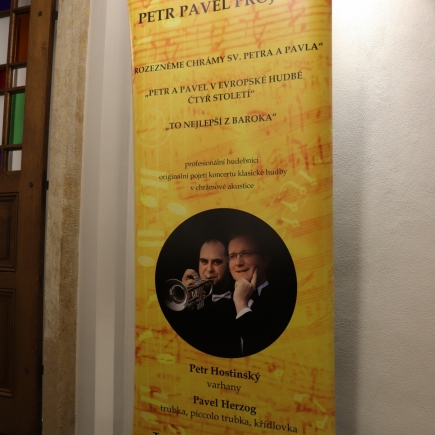 PETR PAVEL
ROZEZNĚME CHRÁMY SV. PETRA A PAVLA“
„PETR A PAVEL V EVROPSKÉ HUDBĚ
ČTYŘ STOLETÍ“
„TO NEJLEPŠÍ Z BAROKA“
profesionální hudebníci
originální pojetí koncertu klasické hudby
v chrámové akustice
Petr Hostinský
varhany
Pavel Herzog
trubka, piccolo trubka, křídlovka